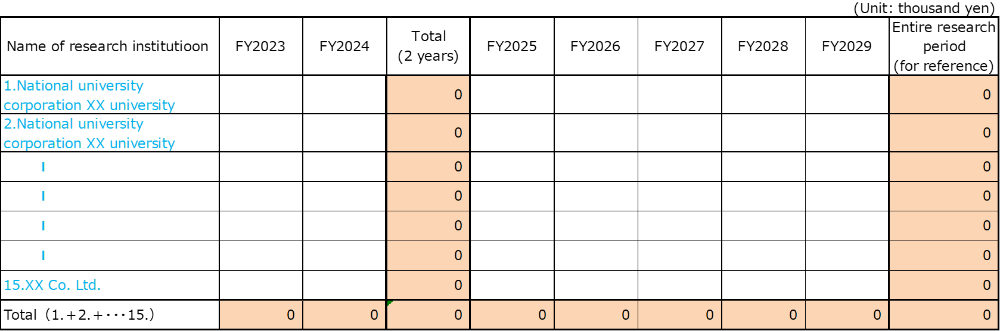 (Unit: thousand yen)
Name of research institutioon FY2023 FY2024 Total (2 years) FY2025 FY2026 FY2027 FY2028 FY2029 Entire research period (for reference)
1.National university
corporation XX university 0 0
2.National university
corporation XX university 0 0
I 0 0
I 0 0
I 0 0
I 0 0
15.XX Co. Ltd. 0 0
Total（1.＋2.＋・・・15.） 0 0 0 0 0 0 0 0 0